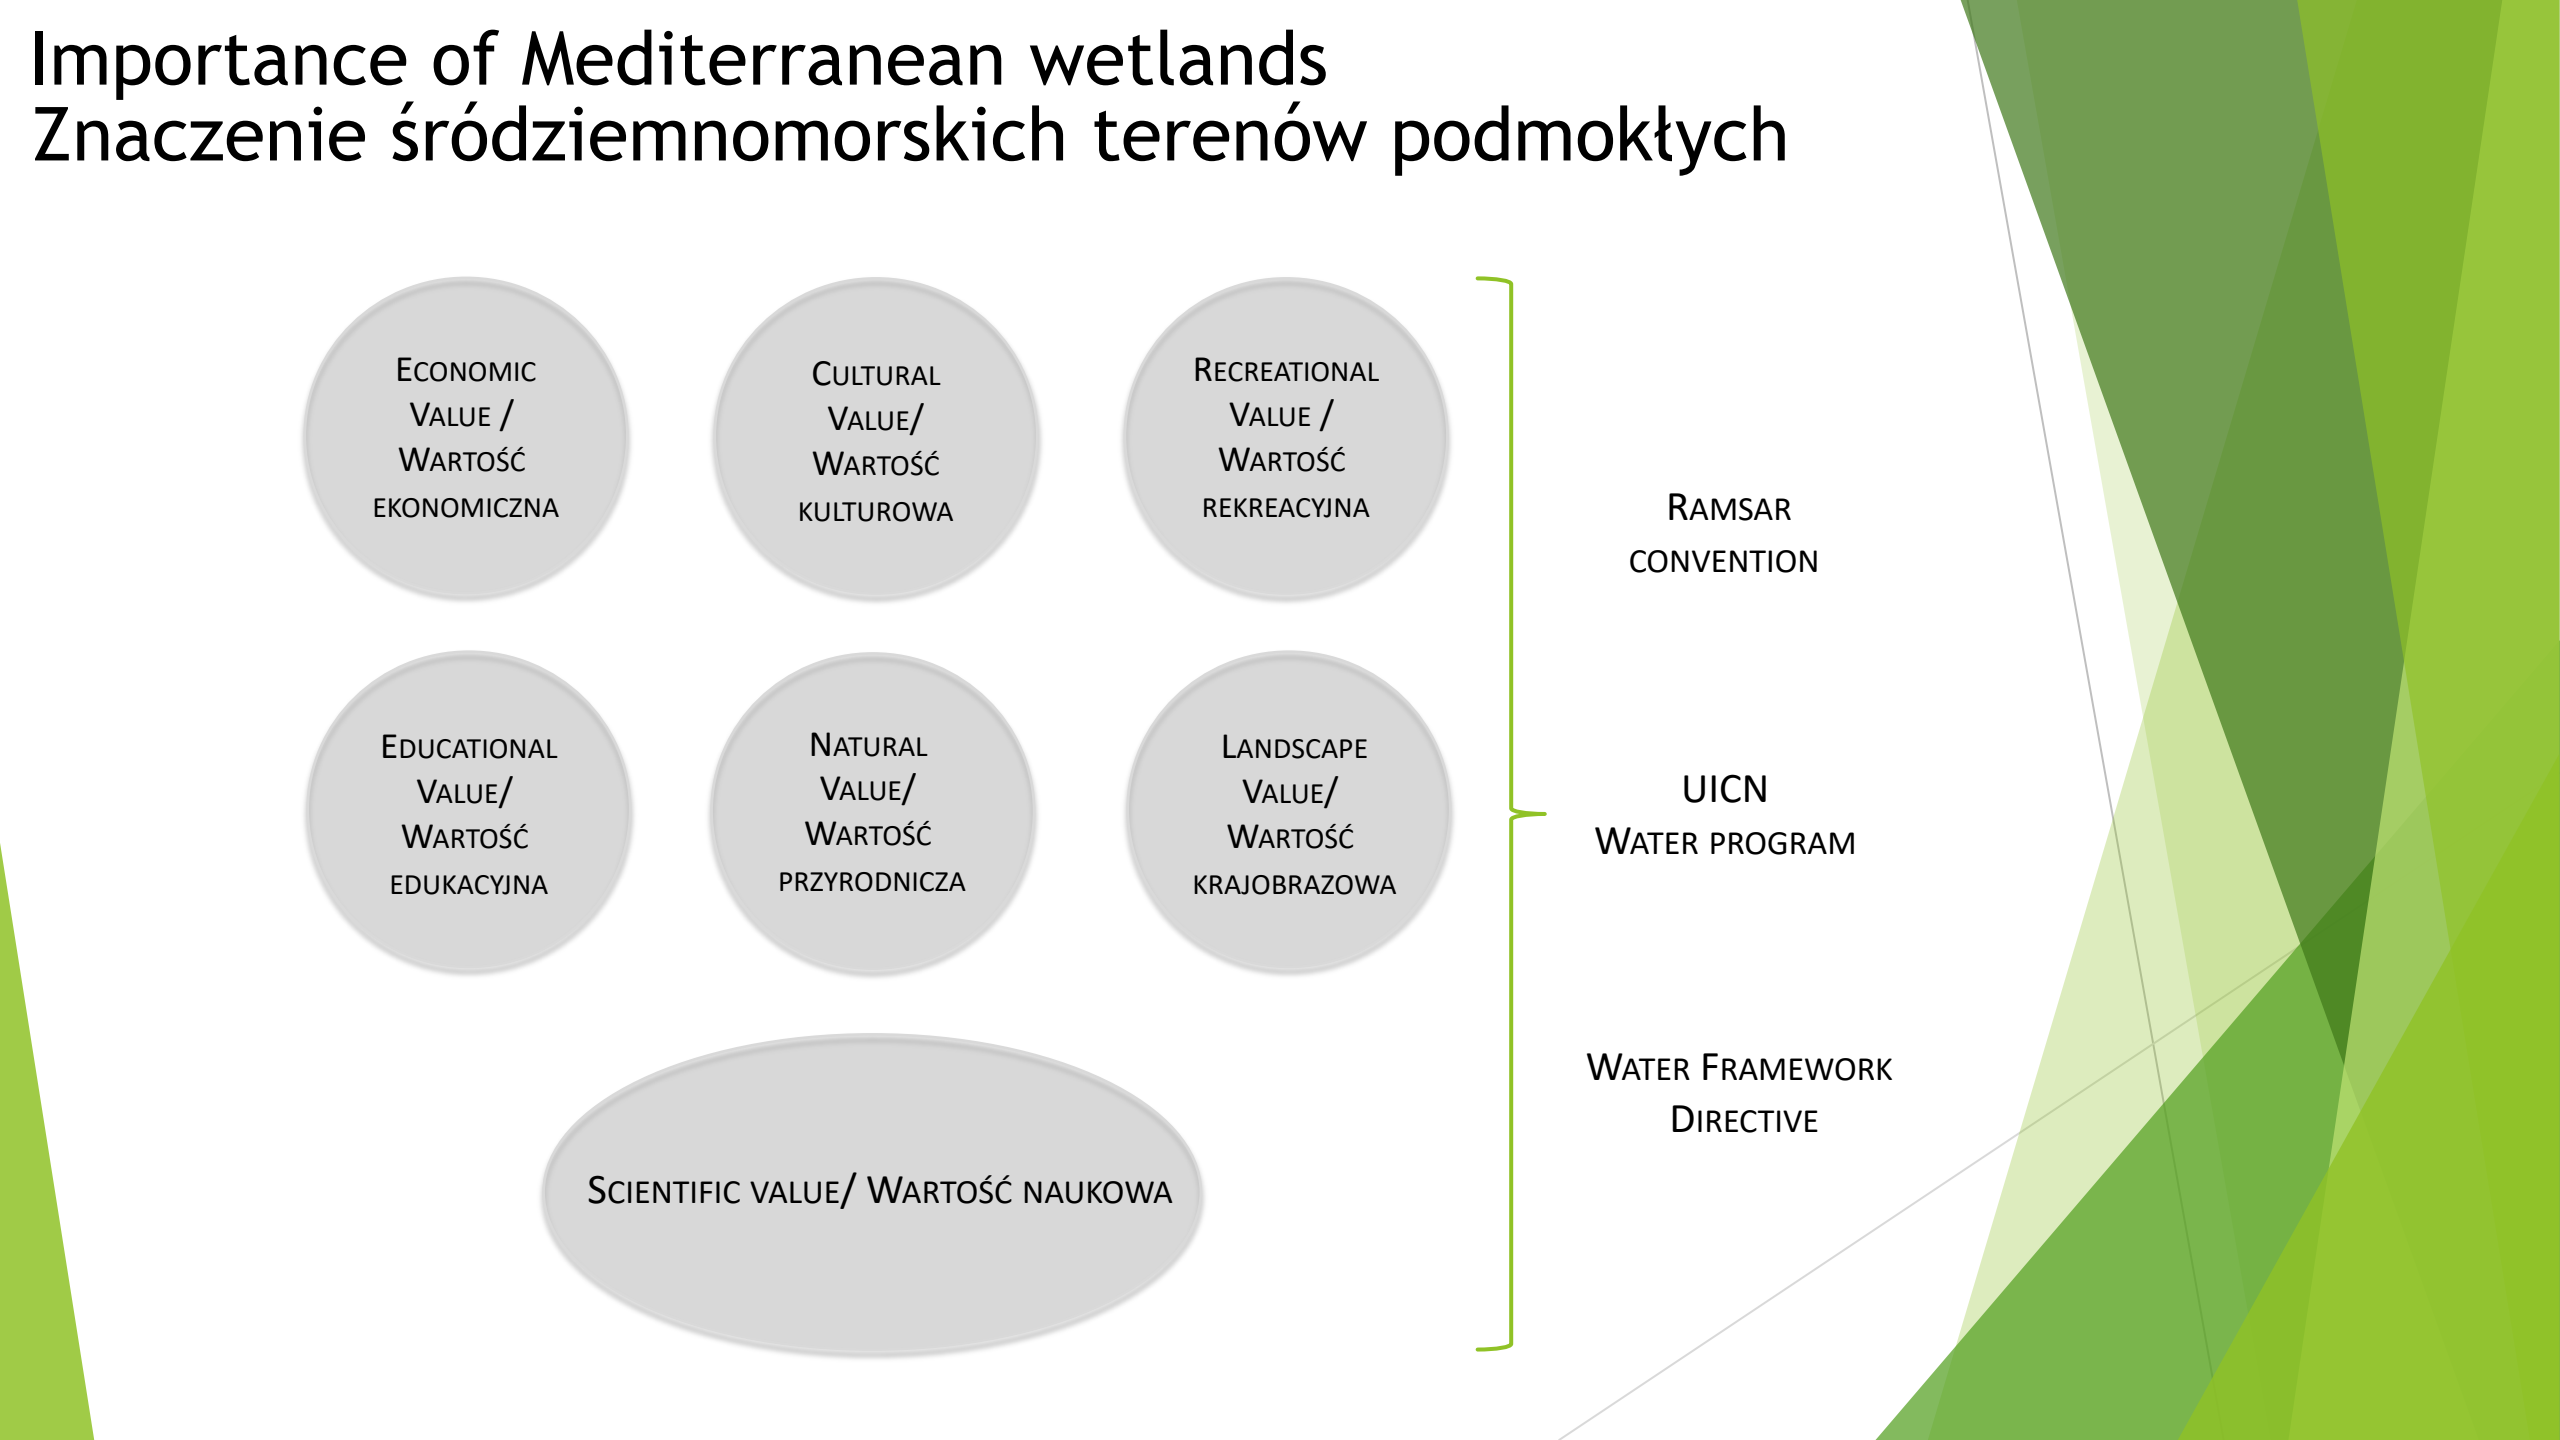 Importance of Mediterranean wetlands
Znaczenie śródziemnomorskich terenów podmokłych
Economic
Value /
Wartość
ekonomiczna
Cultural
Value/
Wartość
kulturowa
Recreational
Value /
Wartość
rekreacyjna
Educational
Value/
Wartość
edukacyjna
Natural
Value/
Wartość
przyrodnicza
Landscape
Value/
Wartość
krajobrazowa
Scientific value/ Wartość naukowa
Ramsar
convention
UICN
Water program
Water Framework
Directive